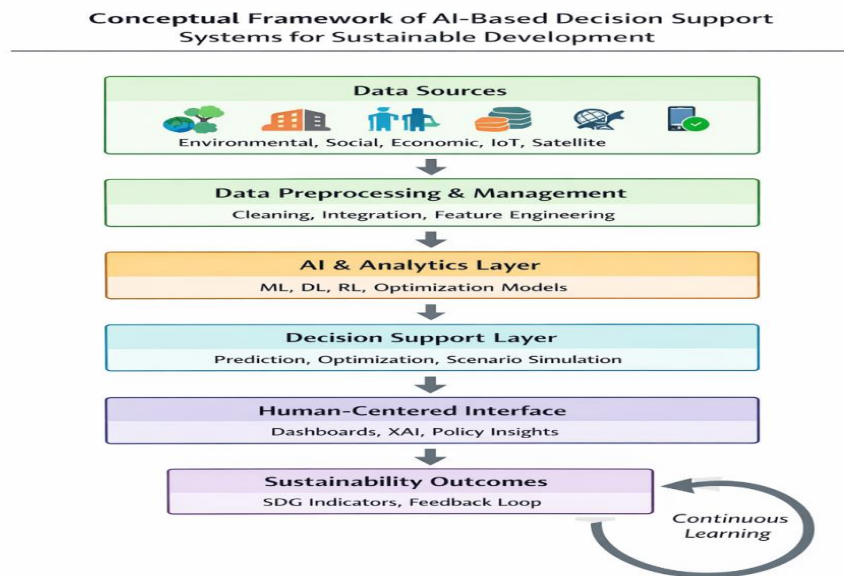 Conceptual Framework of AI-Based Decision Support
Systems for Sustainable Development
Data Sources
Environmental, Social, Economic, IoT, Satellite
Data Preprocessing & Management
Cleaning, Integration, Feature Engineering
AI & Analytics Layer
ML, DL, RL, Optimization Models
Decision Support Layer
Prediction, Optimization, Scenario Simulation
Human-Centered Interface
Dashboards, XAI, Policy Insights
Sustainability Outcomes
SDG Indicators, Feedback Loop
Continuous
Learning